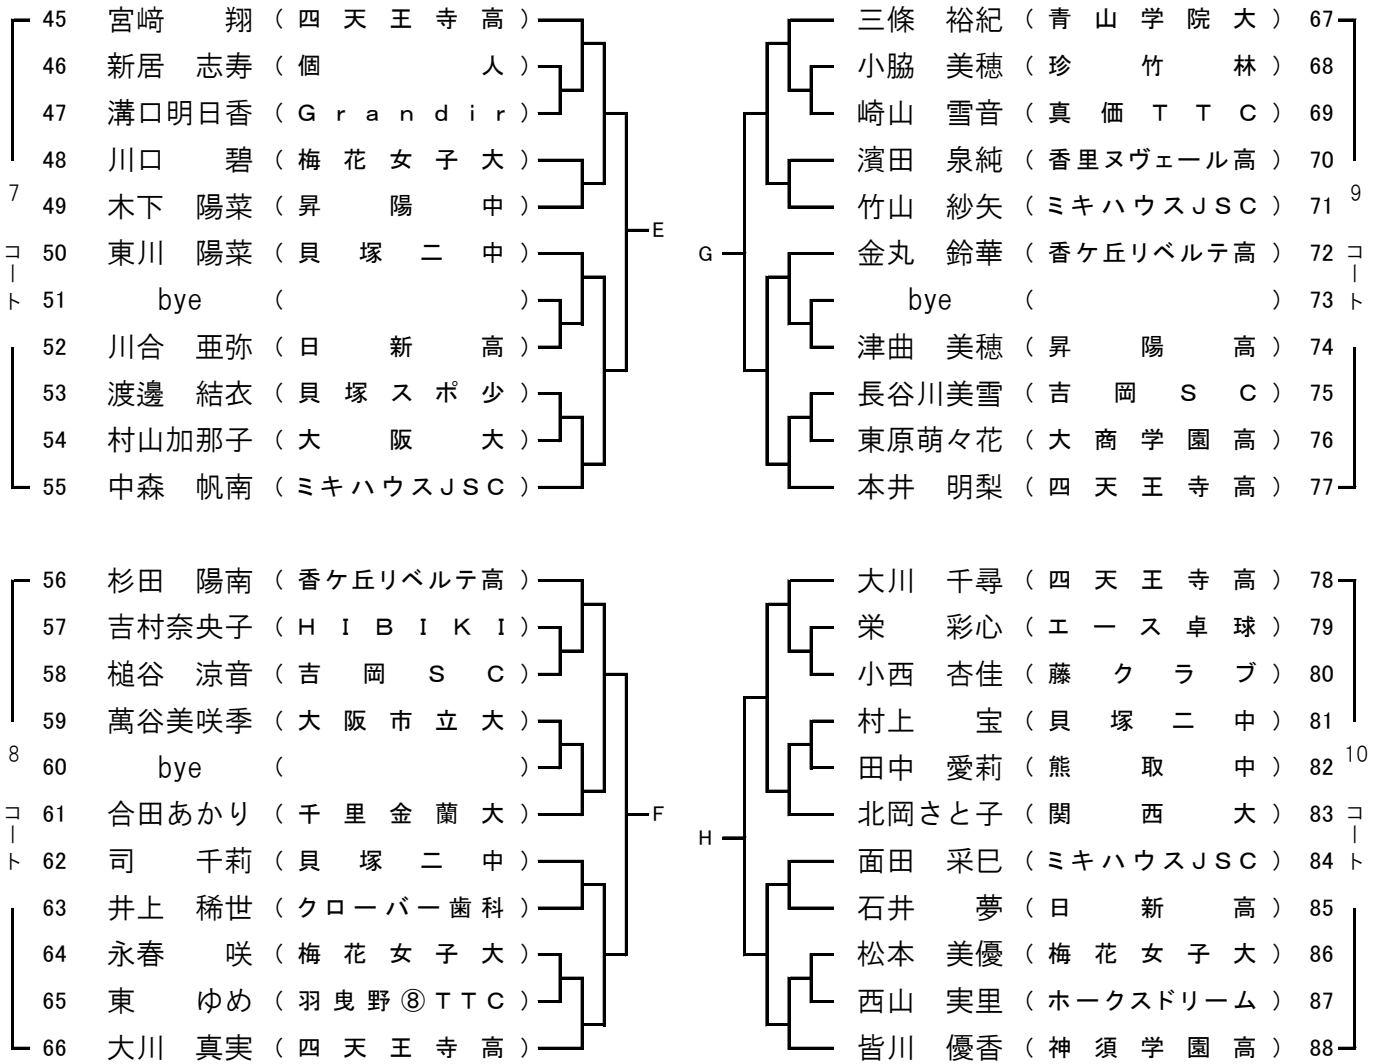 45 宮﨑 翔 ( 四天王寺高 )
46 新居 志寿 ( 個人 )
47 溝口明日香 ( Grandir )
48 川口 碧 ( 梅花女子大 )
49 木下 陽菜 ( 昇陽中 )
50 東川 陽菜 ( 貝塚二中 )
51 bye ( )
52 川合 亜弥 ( 日新高 )
53 渡邊 結衣 ( 貝塚スポ少 )
54 村山加那子 ( 大阪大 )
55 中森 帆南 ( ミキハウスJSC )
7コート
E
三條 裕紀 ( 青山学院大 ) 67
小脇 美穂 ( 珍竹林 ) 68
崎山 雪音 ( 真価TTC ) 69
濱田 泉純 ( 香里ヌヴェール高 ) 70
竹山 紗矢 ( ミキハウスJSC ) 71
金丸 鈴華 ( 香ケ丘リベルテ高 ) 72
bye ( ) 73
津曲 美穂 ( 昇陽高 ) 74
長谷川美雪 ( 吉岡SC ) 75
東原萌々花 ( 大商学園高 ) 76
本井 明梨 ( 四天王寺高 ) 77
9コート
G
56 杉田 陽南 ( 香ケ丘リベルテ高 )
57 吉村奈央子 ( HIBIKI )
58 槌谷 涼音 ( 吉岡SC )
59 萬谷美咲季 ( 大阪市立大 )
60 bye ( )
61 合田あかり ( 千里金蘭大 )
62 司 千莉 ( 貝塚二中 )
63 井上 稀世 ( クローバー歯科 )
64 永春 咲 ( 梅花女子大 )
65 東 ゆめ ( 羽曳野⑧TTC )
66 大川 真実 ( 四天王寺高 )
8コート
F
大川 千尋 ( 四天王寺高 ) 78
栄 彩心 ( エース卓球 ) 79
小西 杏佳 ( 藤クラブ ) 80
村上 宝 ( 貝塚二中 ) 81
田中 愛莉 ( 熊取中 ) 82
北岡さと子 ( 関西大 ) 83
面田 采巳 ( ミキハウスJSC ) 84
石井 夢 ( 日新高 ) 85
松本 美優 ( 梅花女子大 ) 86
西山 実里 ( ホークスドリーム ) 87
皆川 優香 ( 神須学園高 ) 88
10コート
H